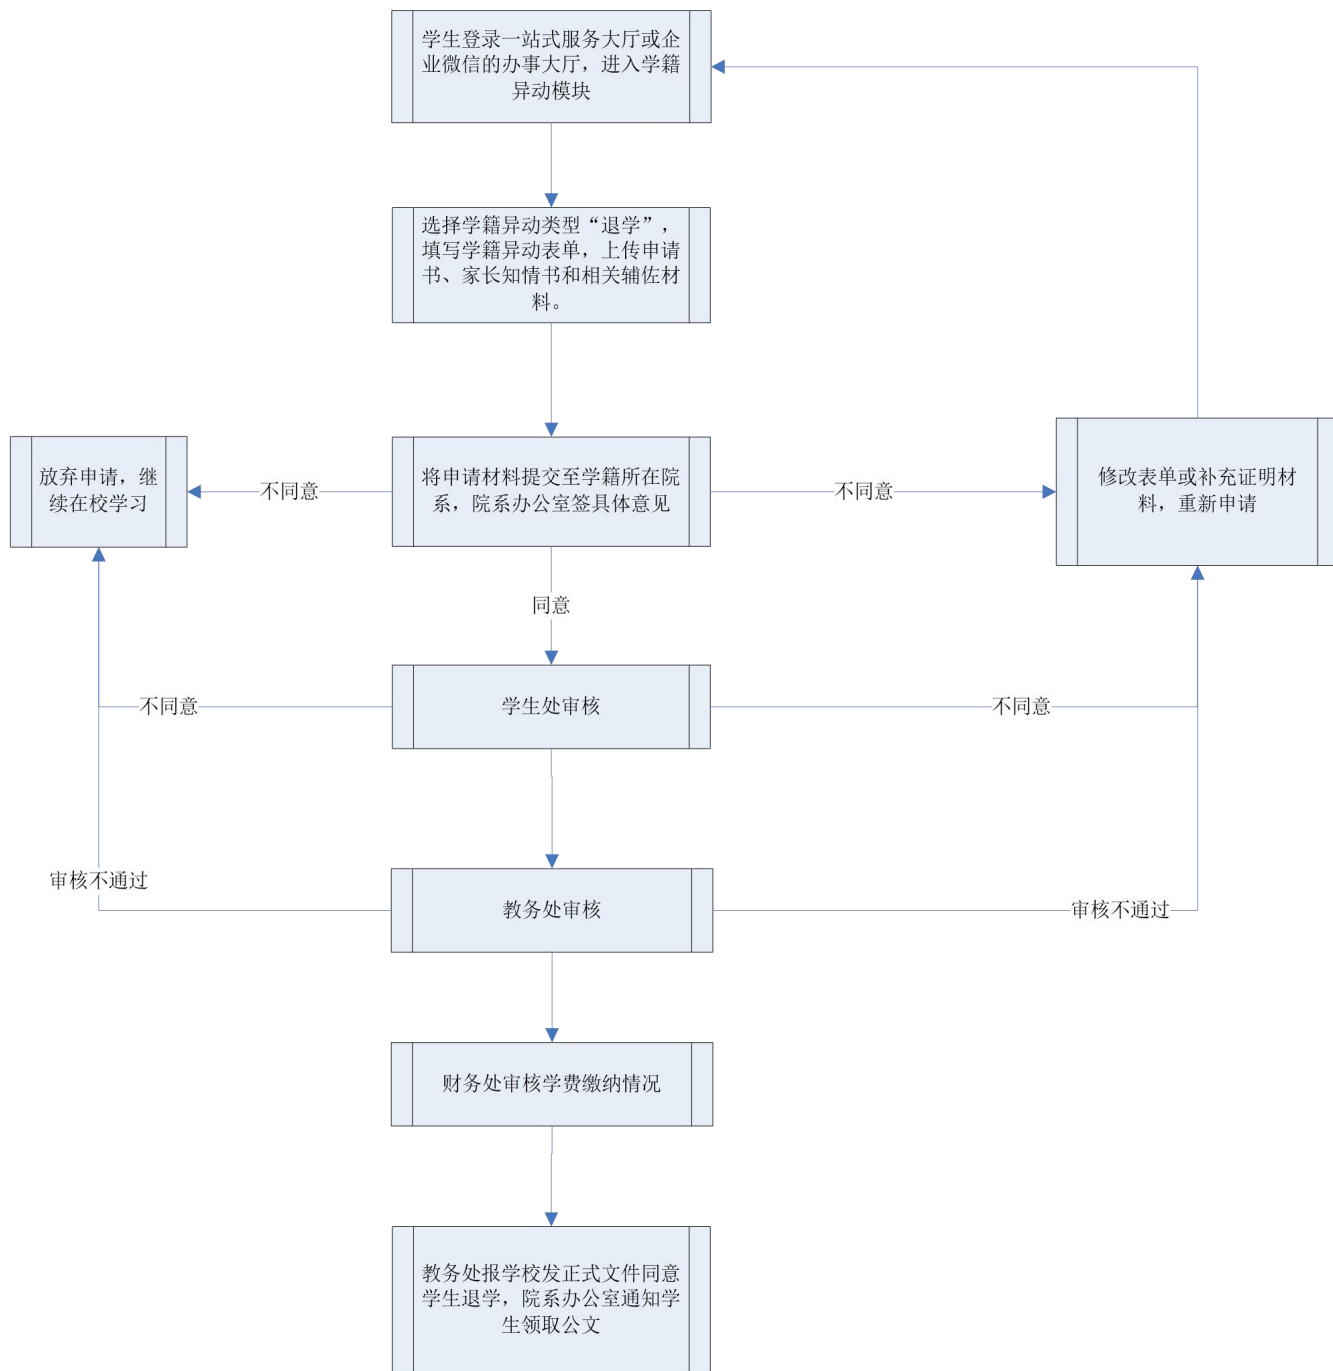 学生登录一站式服务大厅或企
业微信的办事大厅，进入学籍
异动模块
选择学籍异动类型“退学”，
填写学籍异动表单，上传申请
书、家长知情书和相关辅佐材
料。
放弃申请，继
续在校学习
不同意
将申请材料提交至学籍所在院
系，院系办公室签具体意见
不同意
修改表单或补充证明材
料，重新申请
同意
不同意
学生处审核
不同意
审核不通过
教务处审核
审核不通过
财务处审核学费缴纳情况
教务处报学校发正式文件同意
学生退学，院系办公室通知学
生领取公文